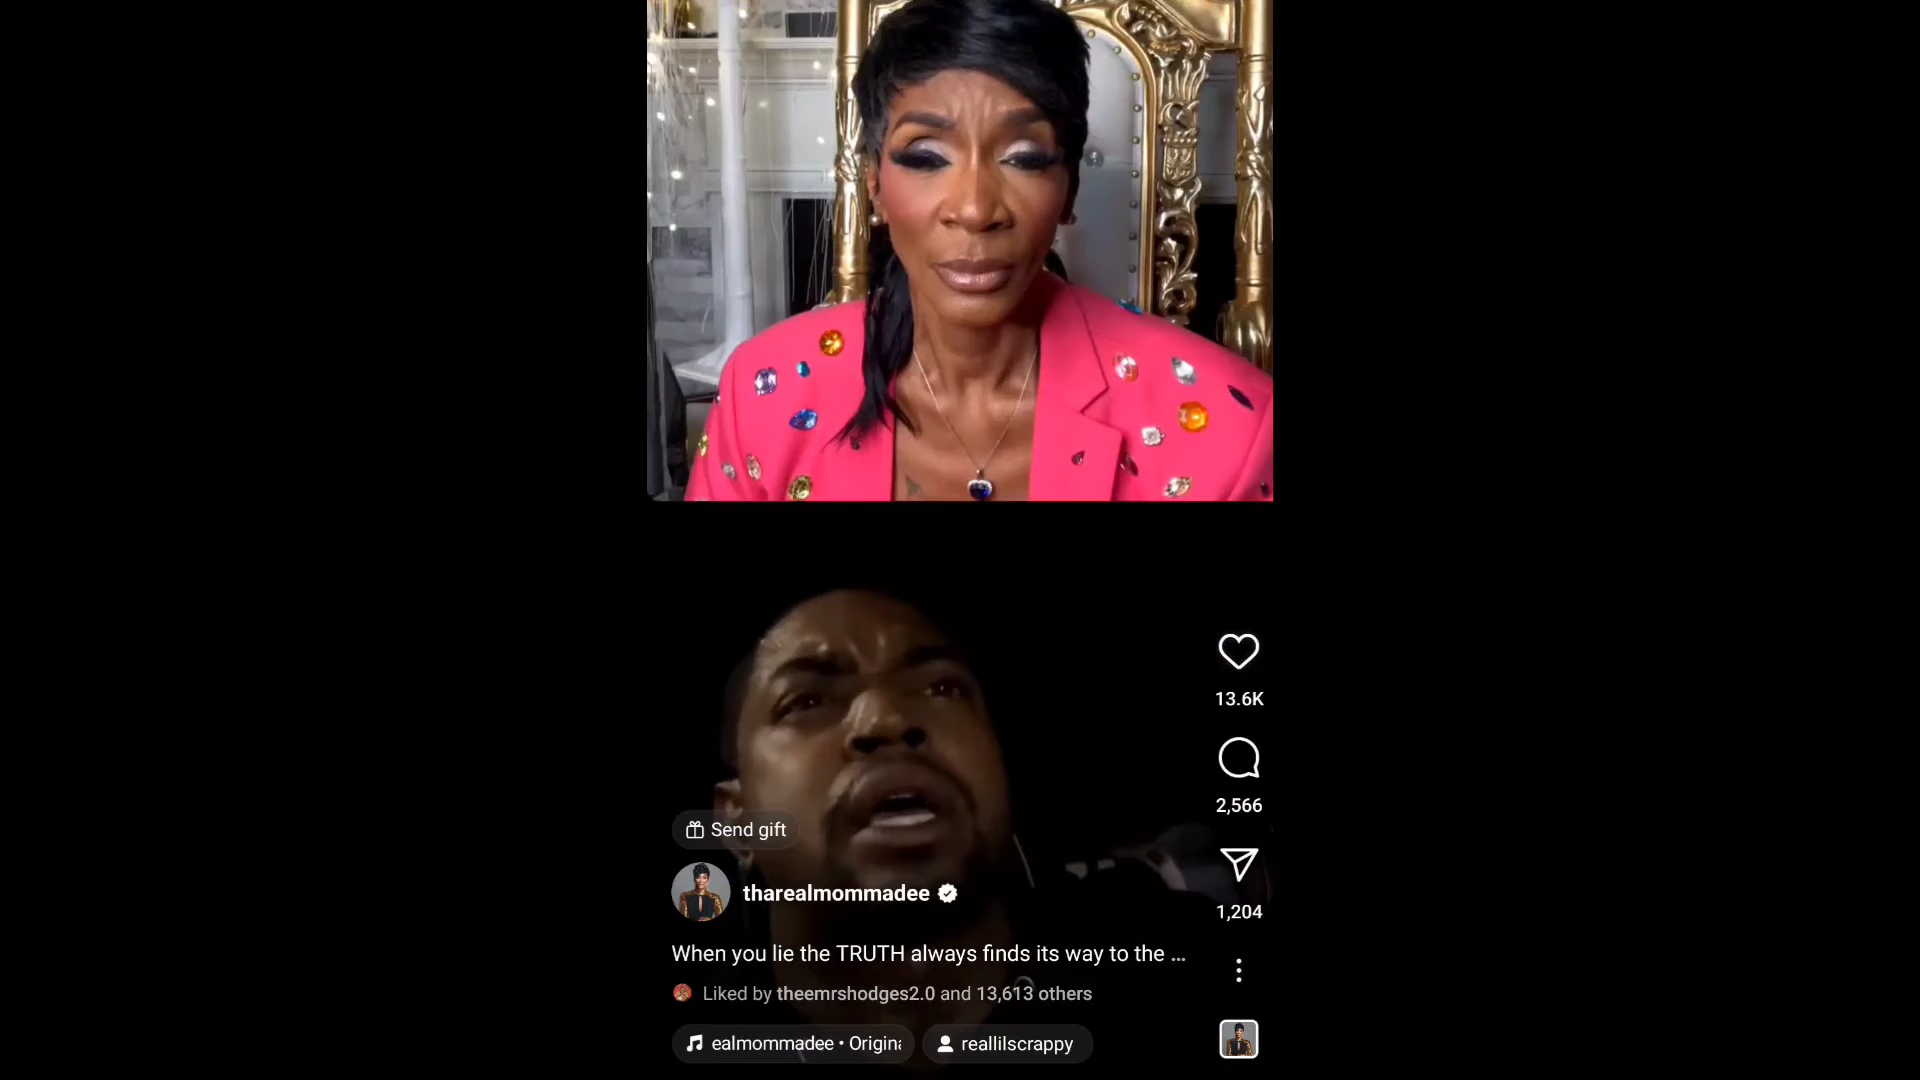 13.6K
2,566
Send gift
tharealmommadee
1,204
When you lie the TRUTH always finds its way to the ...
Liked by theemrshodges2.0 and 13,613 others
ealmommadee • Origina
reallilscrappy